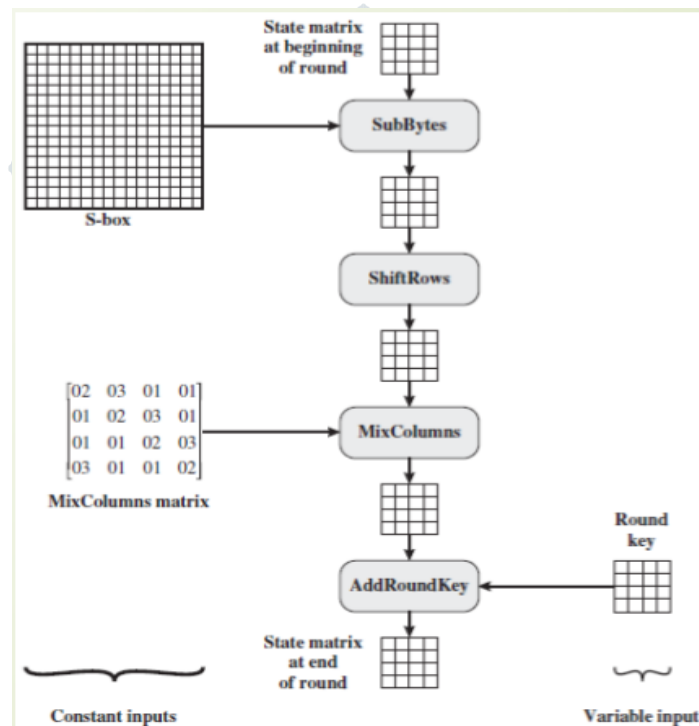 State matrix
at beginning
of round
SubBytes
S-box
ShiftRows
02 03 01 01
01 02 03 01
01 01 02 03
03 01 01 02
MixColumns matrix
MixColumns
Round
key
AddRoundKey
State matrix
at end
of round
Constant inputs
Variable input